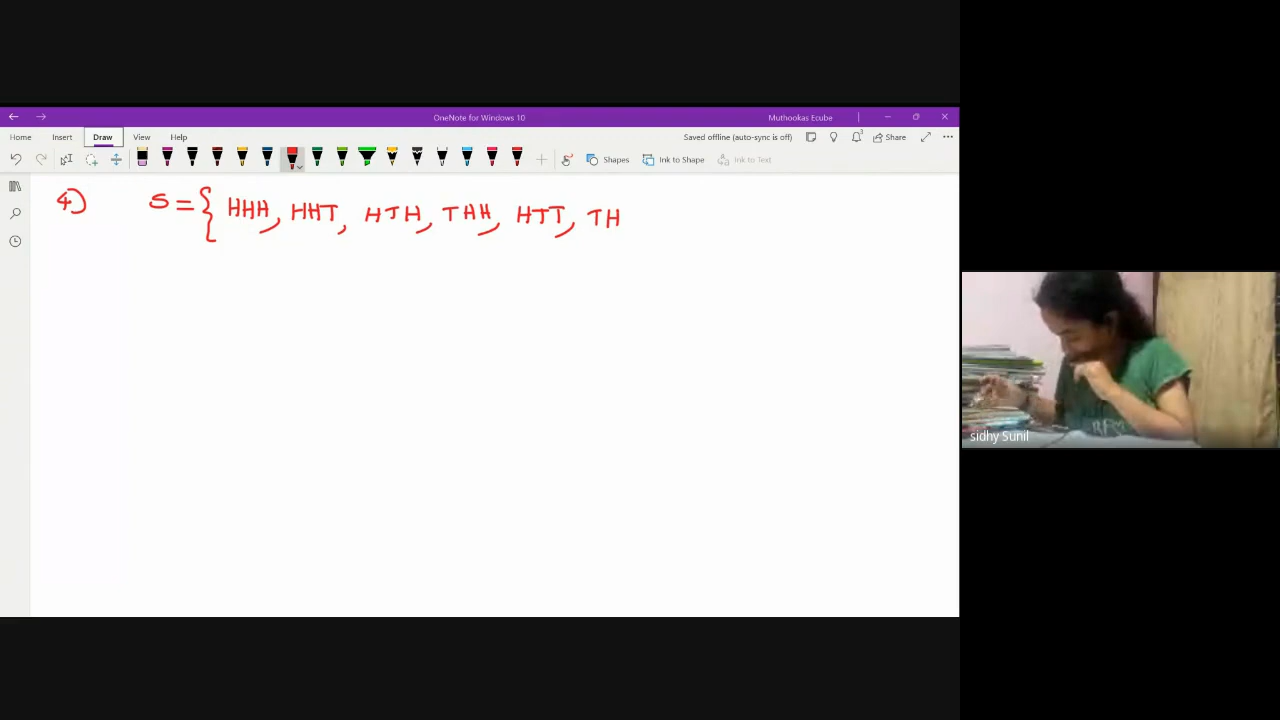 OneNote for Windows 10
Muthookas Ecube
Home Insert Draw View Help
Saved offline (auto-sync is off)
Share
Shapes
Ink to Shape
Ink to Text
4) S = { HHH, HHT, HTH, THH, HTT, TH
sidhy Sunil